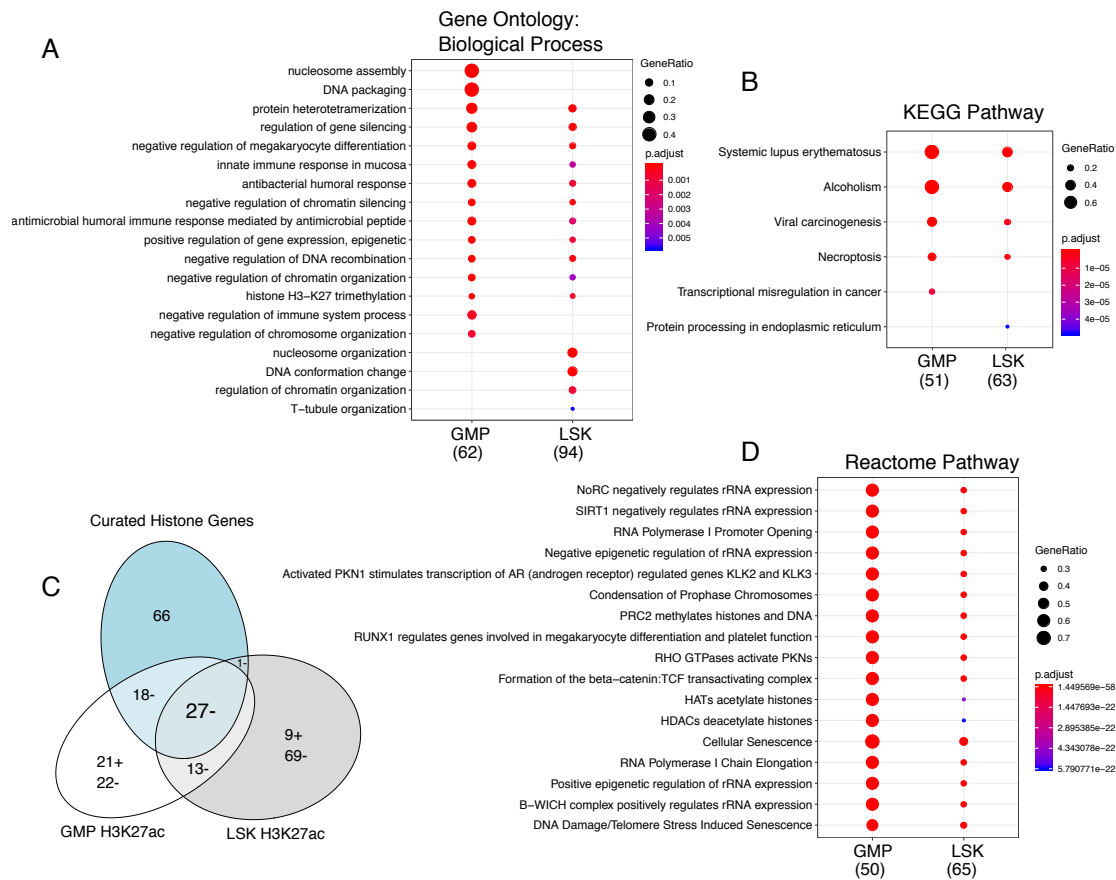 A
Gene Ontology:
Biological Process
nucleosome assembly
DNA packaging
protein heterotetramerization
regulation of gene silencing
negative regulation of megakaryocyte differentiation
innate immune response in mucosa
antibacterial humoral response
negative regulation of chromatin silencing
antimicrobial humoral immune response mediated by antimicrobial peptide
positive regulation of gene expression, epigenetic
negative regulation of DNA recombination
negative regulation of chromatin organization
histone H3−K27 trimethylation
negative regulation of immune system process
negative regulation of chromosome organization
nucleosome organization
DNA conformation change
regulation of chromatin organization
T−tubule organization
GMP
(62)
LSK
(94)
GeneRatio
0.1
0.2
0.3
0.4
p.adjust
0.001
0.002
0.003
0.004
0.005
B
KEGG Pathway
Systemic lupus erythematosus
Alcoholism
Viral carcinogenesis
Necroptosis
Transcriptional misregulation in cancer
Protein processing in endoplasmic reticulum
GMP
(51)
LSK
(63)
GeneRatio
0.2
0.4
0.6
p.adjust
1e−05
2e−05
3e−05
4e−05
C
Curated Histone Genes
66
1-
18-
27-
9+
69-
21+
22-
13-
GMP H3K27ac
LSK H3K27ac
D
Reactome Pathway
NoRC negatively regulates rRNA expression
SIRT1 negatively regulates rRNA expression
RNA Polymerase I Promoter Opening
Negative epigenetic regulation of rRNA expression
Activated PKN1 stimulates transcription of AR (androgen receptor) regulated genes KLK2 and KLK3
Condensation of Prophase Chromosomes
PRC2 methylates histones and DNA
RUNX1 regulates genes involved in megakaryocyte differentiation and platelet function
RHO GTPases activate PKNs
Formation of the beta−catenin:TCF transactivating complex
HATs acetylate histones
HDACs deacetylate histones
Cellular Senescence
RNA Polymerase I Chain Elongation
Positive epigenetic regulation of rRNA expression
B−WICH complex positively regulates rRNA expression
DNA Damage/Telomere Stress Induced Senescence
GMP
(50)
LSK
(65)
GeneRatio
0.3
0.4
0.5
0.6
0.7
p.adjust
1.449569e−58
1.447693e−22
2.895385e−22
4.343078e−22
5.790771e−22